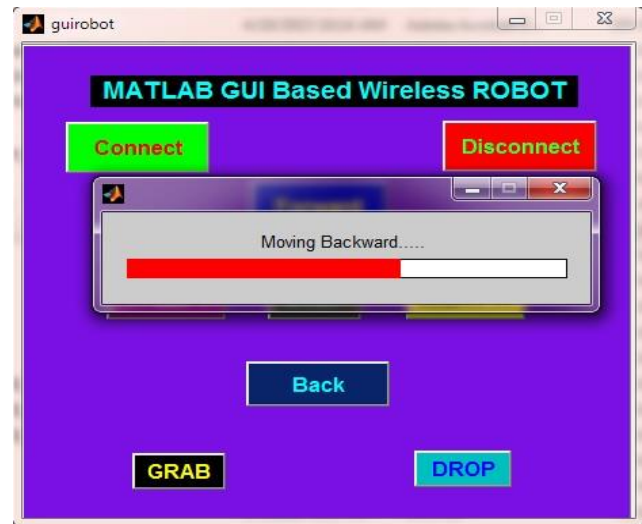 guirobot
MATLAB GUI Based Wireless ROBOT
Connect
Disconnect
Moving Backward.....
Back
GRAB
DROP